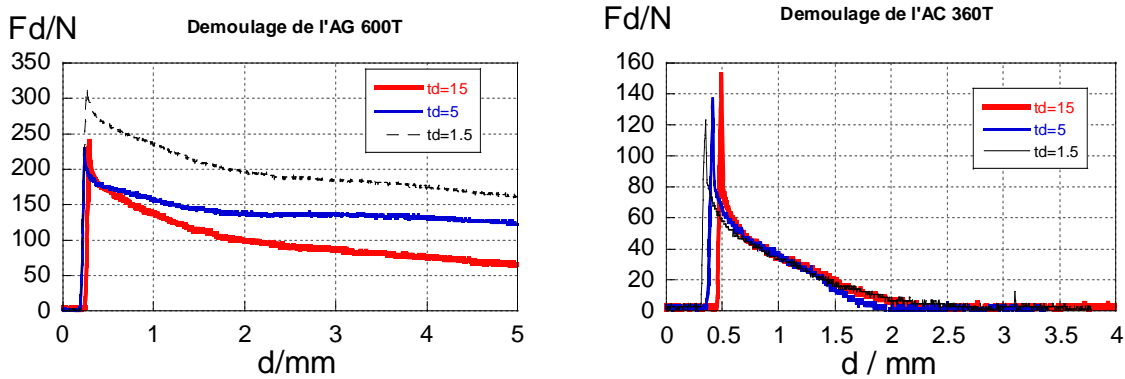 Fd/N
Demoulage de l'AG 600T
350
300
250
200
150
100
50
0
td=15
td=5
td=1.5
0 1 2 3 4 5
d/mm
Fd/N
Demoulage de l'AC 360T
160
140
120
100
80
60
40
20
0
td=15
td=5
td=1.5
0 0.5 1 1.5 2 2.5 3 3.5 4
d / mm